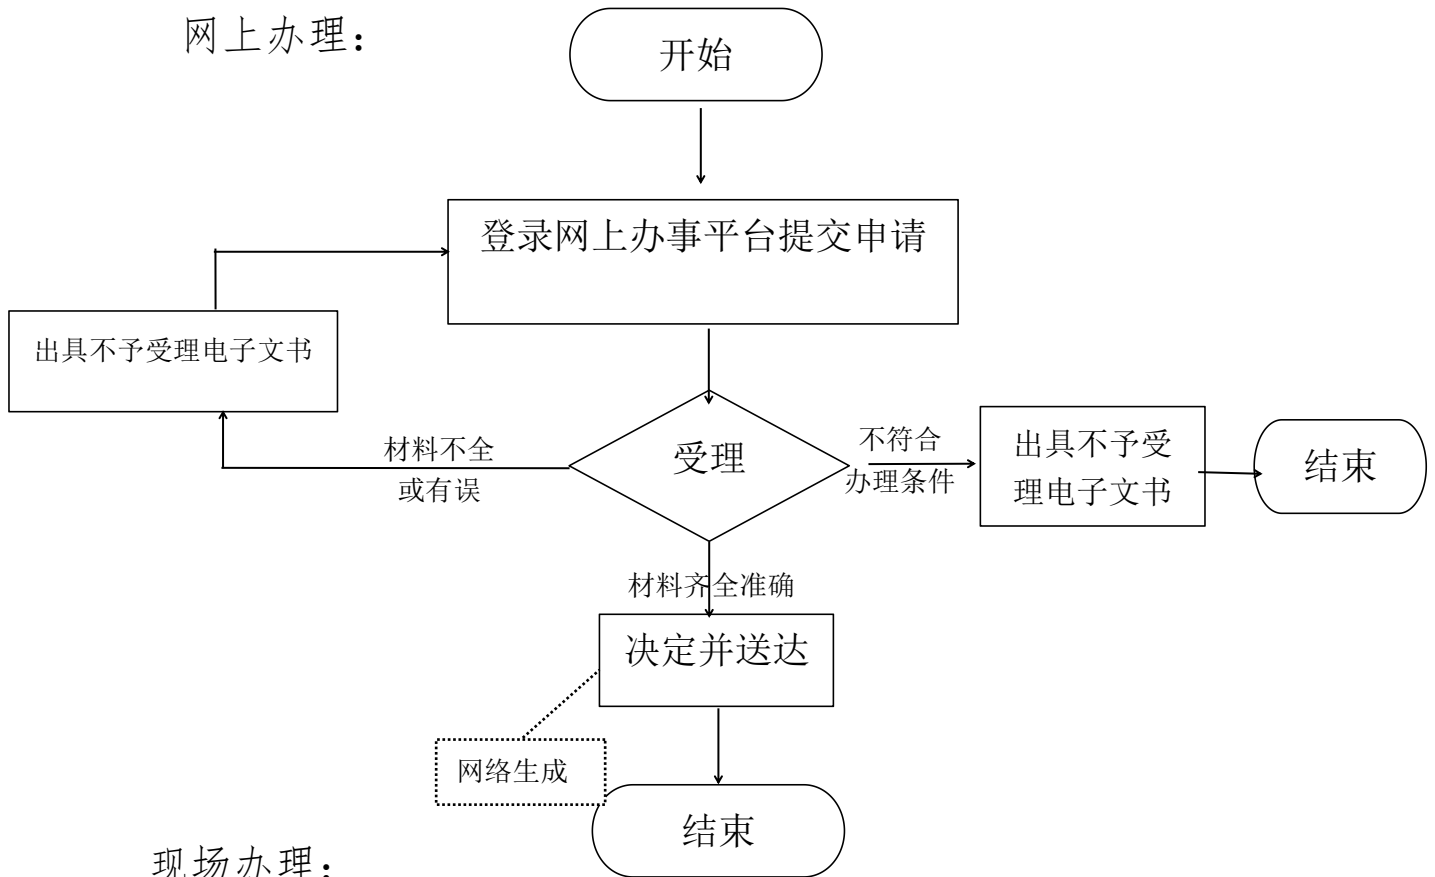 网上办理：
开始
登录网上办事平台提交申请
出具不予受理电子文书
材料不全
或有误
受理
不符合
办理条件
出具不予受
理电子文书
结束
材料齐全准确
决定并送达
网络生成
结束
现场办理：